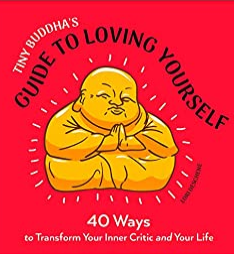 TINY BUDDHA'S
GUIDE TO LOVING YOURSELF
40 Ways
to Transform Your Inner Critic and Your Life